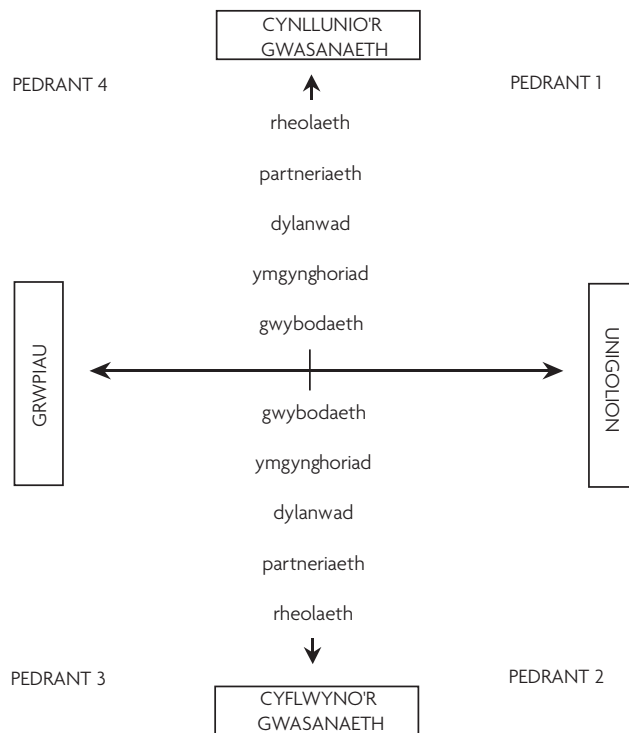 CYNLLUNIO'R
GWASANAETH
PEDRANT 4
PEDRANT 1
rheolaeth
partneriaeth
dylanwad
ymgynghoriad
gwybodaeth
GRWPIAU
UNIGOLION
gwybodaeth
ymgynghoriad
dylanwad
partneriaeth
rheolaeth
PEDRANT 3
PEDRANT 2
CYFLWYNO'R
GWASANAETH